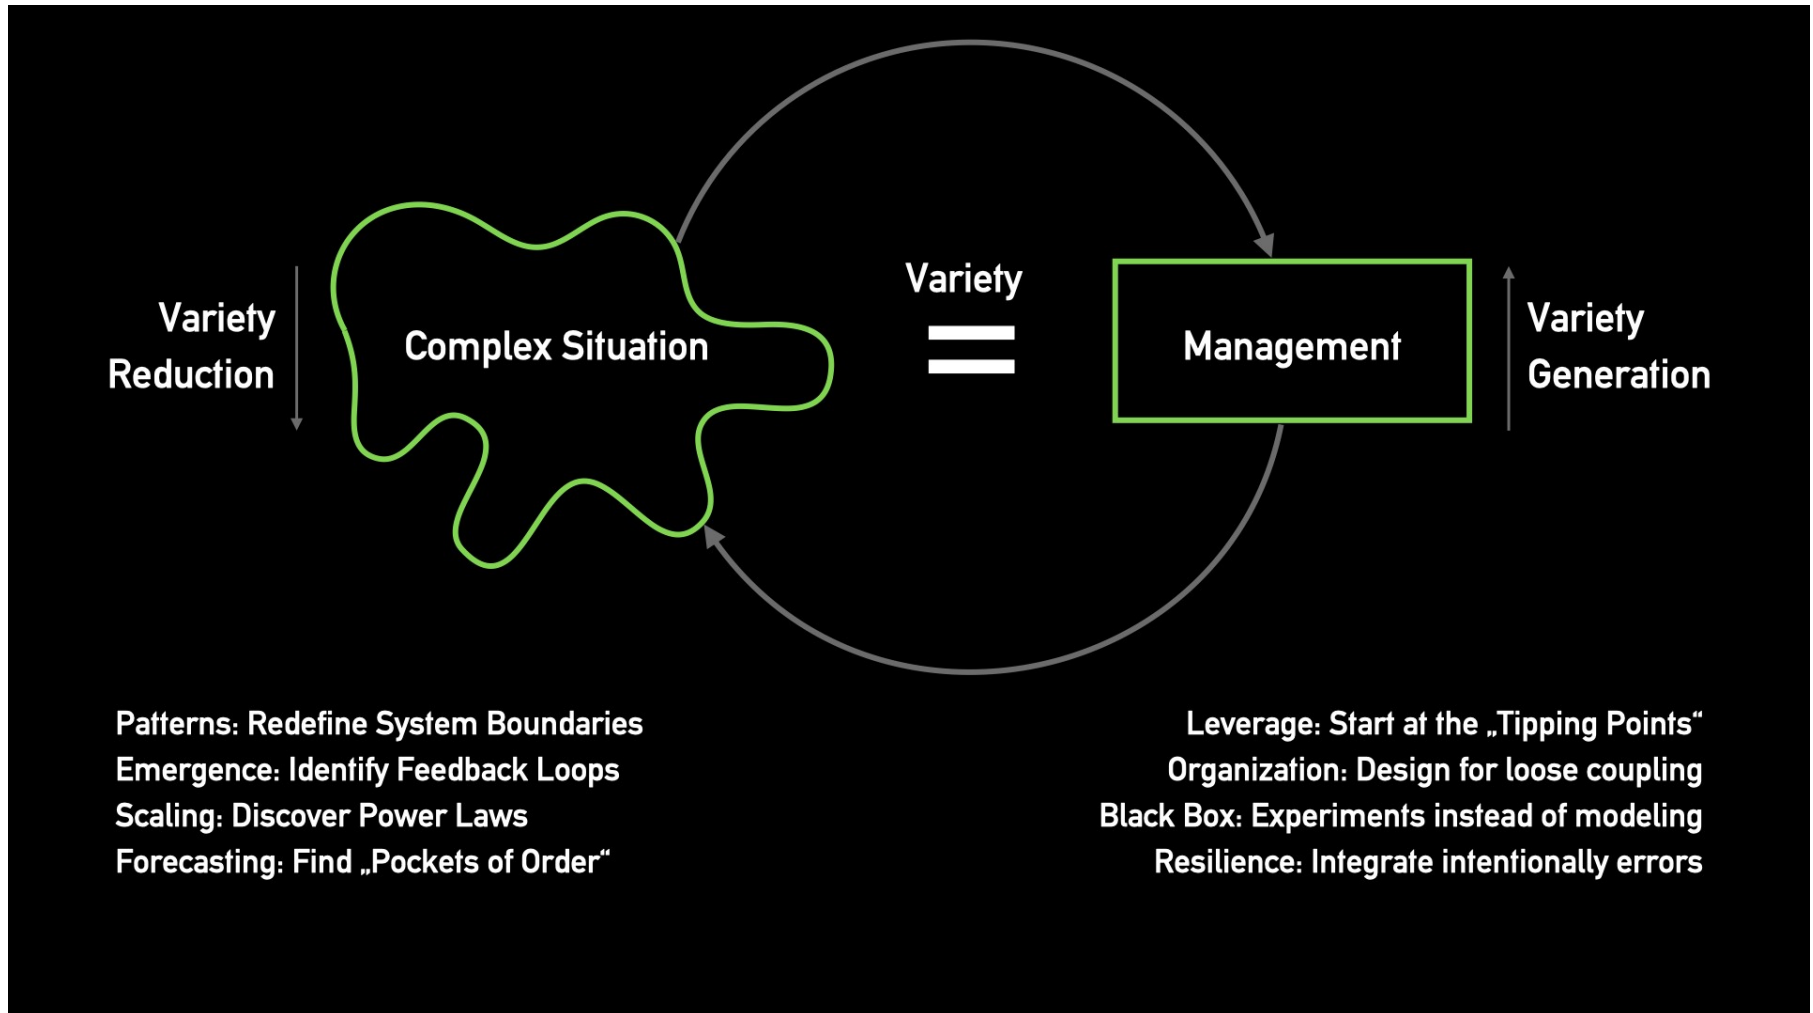 Variety
Reduction
Complex Situation
Variety
Management
Variety
Generation
Patterns: Redefine System Boundaries
Emergence: Identify Feedback Loops
Scaling: Discover Power Laws
Forecasting: Find „Pockets of Order“
Leverage: Start at the „Tipping Points“
Organization: Design for loose coupling
Black Box: Experiments instead of modeling
Resilience: Integrate intentionally errors